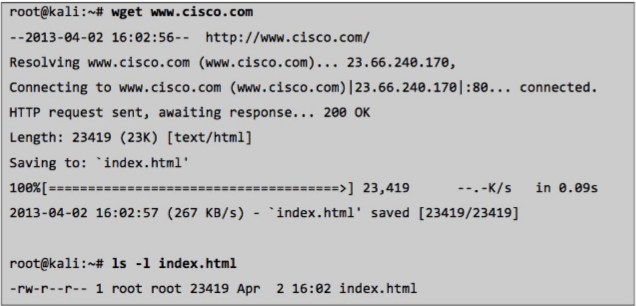 root@kali:~# wget www.cisco.com
--2013-04-02 16:02:56-- http://www.cisco.com/
Resolving www.cisco.com (www.cisco.com)... 23.66.240.170,
Connecting to www.cisco.com (www.cisco.com)|23.66.240.170|:80... connected.
HTTP request sent, awaiting response... 200 OK
Length: 23419 (23K) [text/html]
Saving to: `index.html'
100%[=====================================>] 23,419 --.-K/s in 0.09s
2013-04-02 16:02:57 (267 KB/s) - `index.html' saved [23419/23419]
root@kali:~# ls -l index.html
-rw-r--r-- 1 root root 23419 Apr 2 16:02 index.html